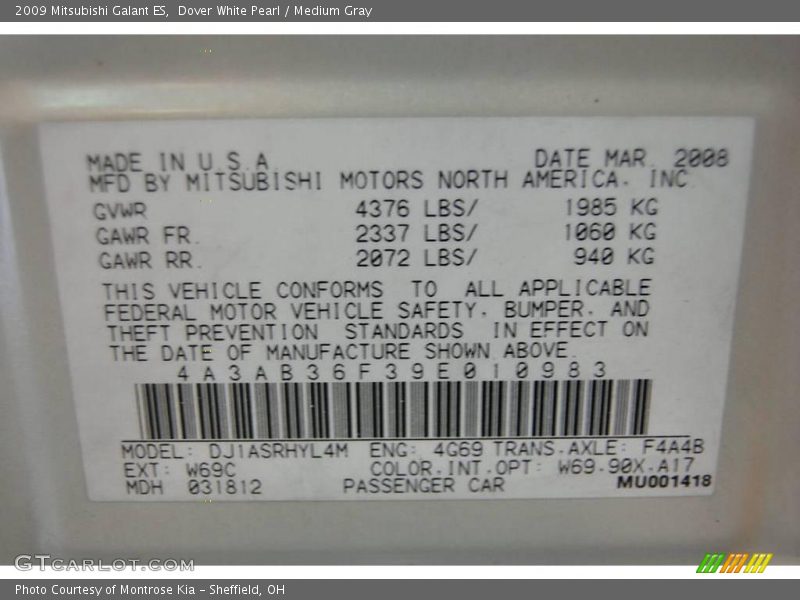 2009 Mitsubishi Galant ES,  Dover White Pearl / Medium Gray
MADE IN U.S.A. DATE MAR. 2008
MFD BY MITSUBISHI MOTORS NORTH AMERICA. INC.
GVWR 4376 LBS/ 1985 KG
GAWR FR. 2337 LBS/ 1060 KG
GAWR RR. 2072 LBS/ 940 KG
THIS VEHICLE CONFORMS TO ALL APPLICABLE
FEDERAL MOTOR VEHICLE SAFETY. BUMPER. AND
THEFT PREVENTION STANDARDS IN EFFECT ON
THE DATE OF MANUFACTURE SHOWN ABOVE.
4A3AB36F39E010983
MODEL: DJ1ASRHYL4M ENG: 4G69 TRANS.AXLE: F4A4B
EXT: W69C COLOR.INT.OPT: W69.90X.A17
MDH 031812 PASSENGER CAR MU001418
GTCARLOT.COM
Photo Courtesy of Montrose Kia – Sheffield, OH